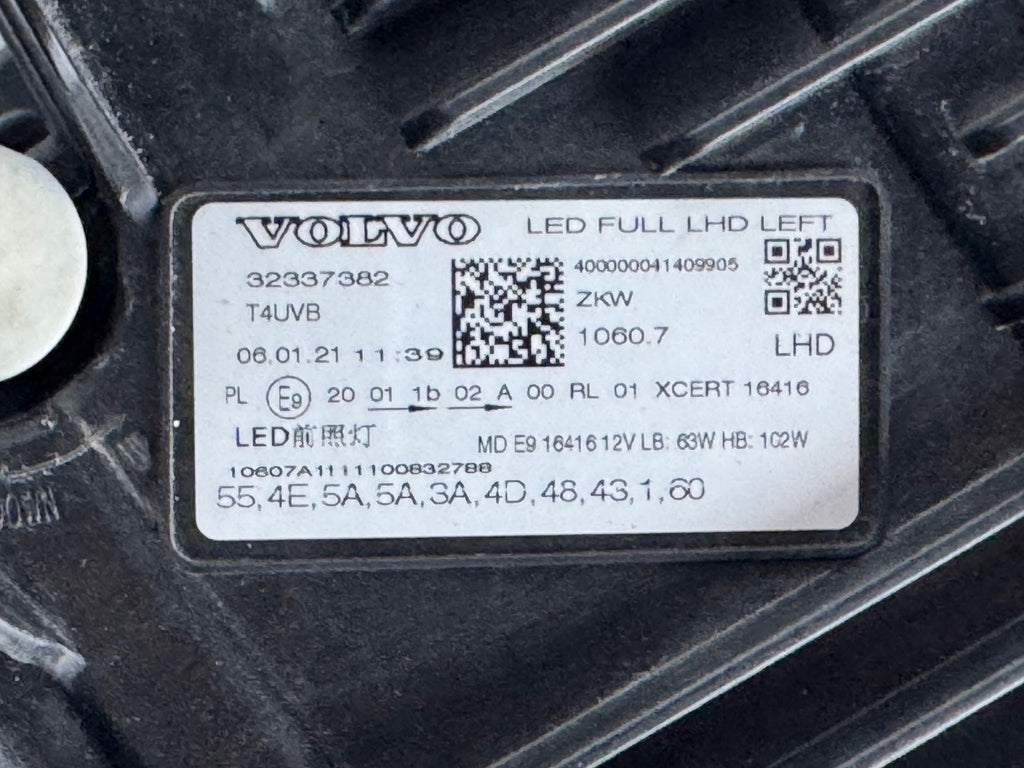 VOLVO LED FULL LHD LEFT
32337382
400000041409905
T4UVB
ZKW
06.01.21 11:39
1060.7
LHD
PL E9 20 01 1b 02 A 00 RL 01 XCERT 16416
LED前照灯 MD E9 16416 12V LB: 63W HB: 102W
10607A1111100832788
55,4E,5A,5A,3A,4D,48,43,1,60